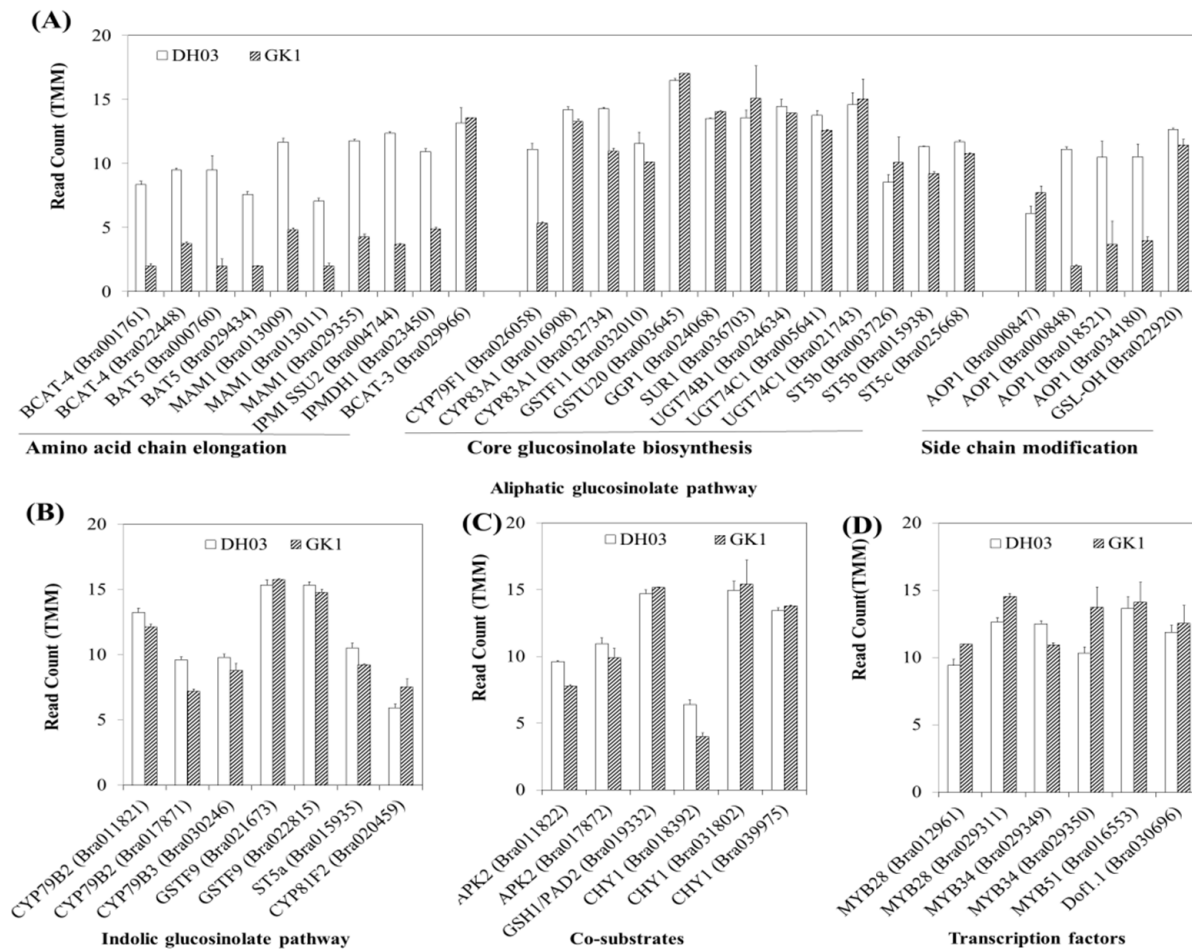 (A)
20
15
10
5
0
Read Count (TMM)
DH03
GK1
BCAT-4 (Bra001761)
BCAT-4 (Bra022448)
BAT5 (Bra000760)
BAT5 (Bra029434)
MAM1 (Bra013009)
MAM1 (Bra013011)
MAM1 (Bra029355)
IPMI SSU2 (Bra004744)
IPMDH1 (Bra023450)
BCAT-3 (Bra029966)
CYP79F1 (Bra026058)
CYP83A1 (Bra016908)
CYP83A1 (Bra032734)
GSTF11 (Bra032010)
GSTU20 (Bra003645)
GGP1 (Bra024068)
SUR1 (Bra036703)
UGT74B1 (Bra024634)
UGT74C1 (Bra005641)
UGT74C1 (Bra021743)
ST5b (Bra003726)
ST5b (Bra015938)
ST5c (Bra025668)
AOP1 (Bra000847)
AOP1 (Bra000848)
AOP1 (Bra018521)
AOP1 (Bra034180)
GSL-OH (Bra022920)
Amino acid chain elongation
Core glucosinolate biosynthesis
Side chain modification
Aliphatic glucosinolate pathway
(B)
20
15
10
5
0
Read Count (TMM)
DH03
GK1
CYP79B2 (Bra011821)
CYP79B2 (Bra017871)
CYP79B3 (Bra030246)
GSTF9 (Bra021673)
GSTF9 (Bra022815)
ST5a (Bra015935)
CYP81F2 (Bra020459)
Indolic glucosinolate pathway
(C)
20
15
10
5
0
Read Count (TMM)
DH03
GK1
APK2 (Bra011822)
APK2 (Bra017872)
GSH1/PAD2 (Bra019332)
CHY1 (Bra018392)
CHY1 (Bra031802)
CHY1 (Bra039975)
Co-substrates
(D)
20
15
10
5
0
Read Count(TMM)
DH03
GK1
MYB28 (Bra012961)
MYB28 (Bra029311)
MYB34 (Bra029349)
MYB34 (Bra029350)
MYB51 (Bra016553)
Dof1.1 (Bra030696)
Transcription factors